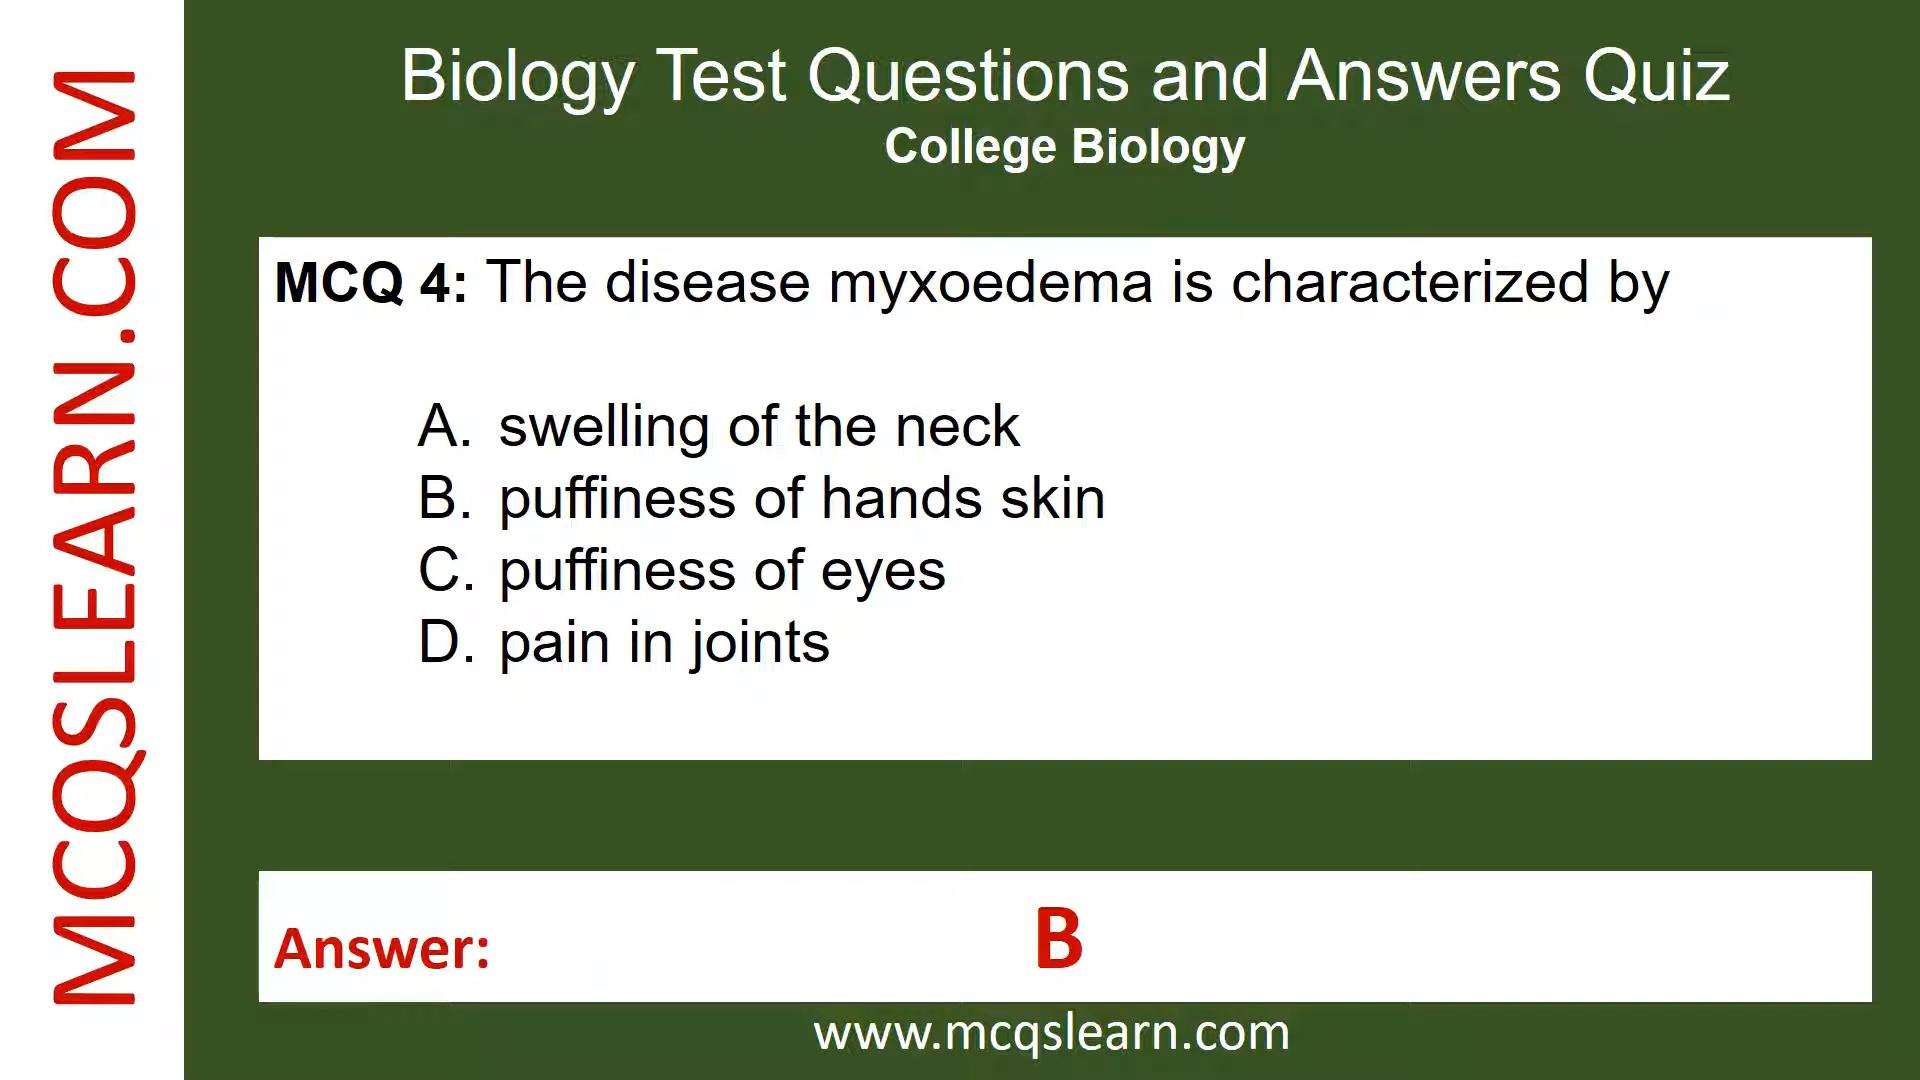 MCQSLEARN.COM
Biology Test Questions and Answers Quiz
College Biology
MCQ 4: The disease myxoedema is characterized by
A. swelling of the neck
B. puffiness of hands skin
C. puffiness of eyes
D. pain in joints
Answer: B
www.mcqslearn.com